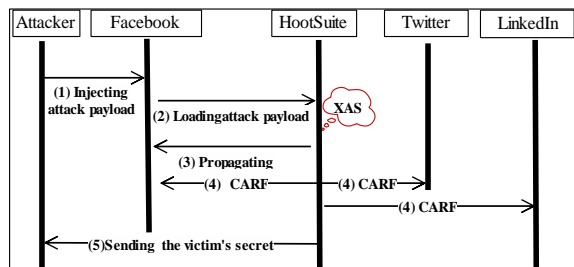 Attacker Facebook HootSuite Twitter LinkedIn
(1) Injecting
attack payload
(2) Loadingattack payload
XAS
(3) Propagating
(4) CARF (4) CARF
(4) CARF
(5)Sending the victim's secret